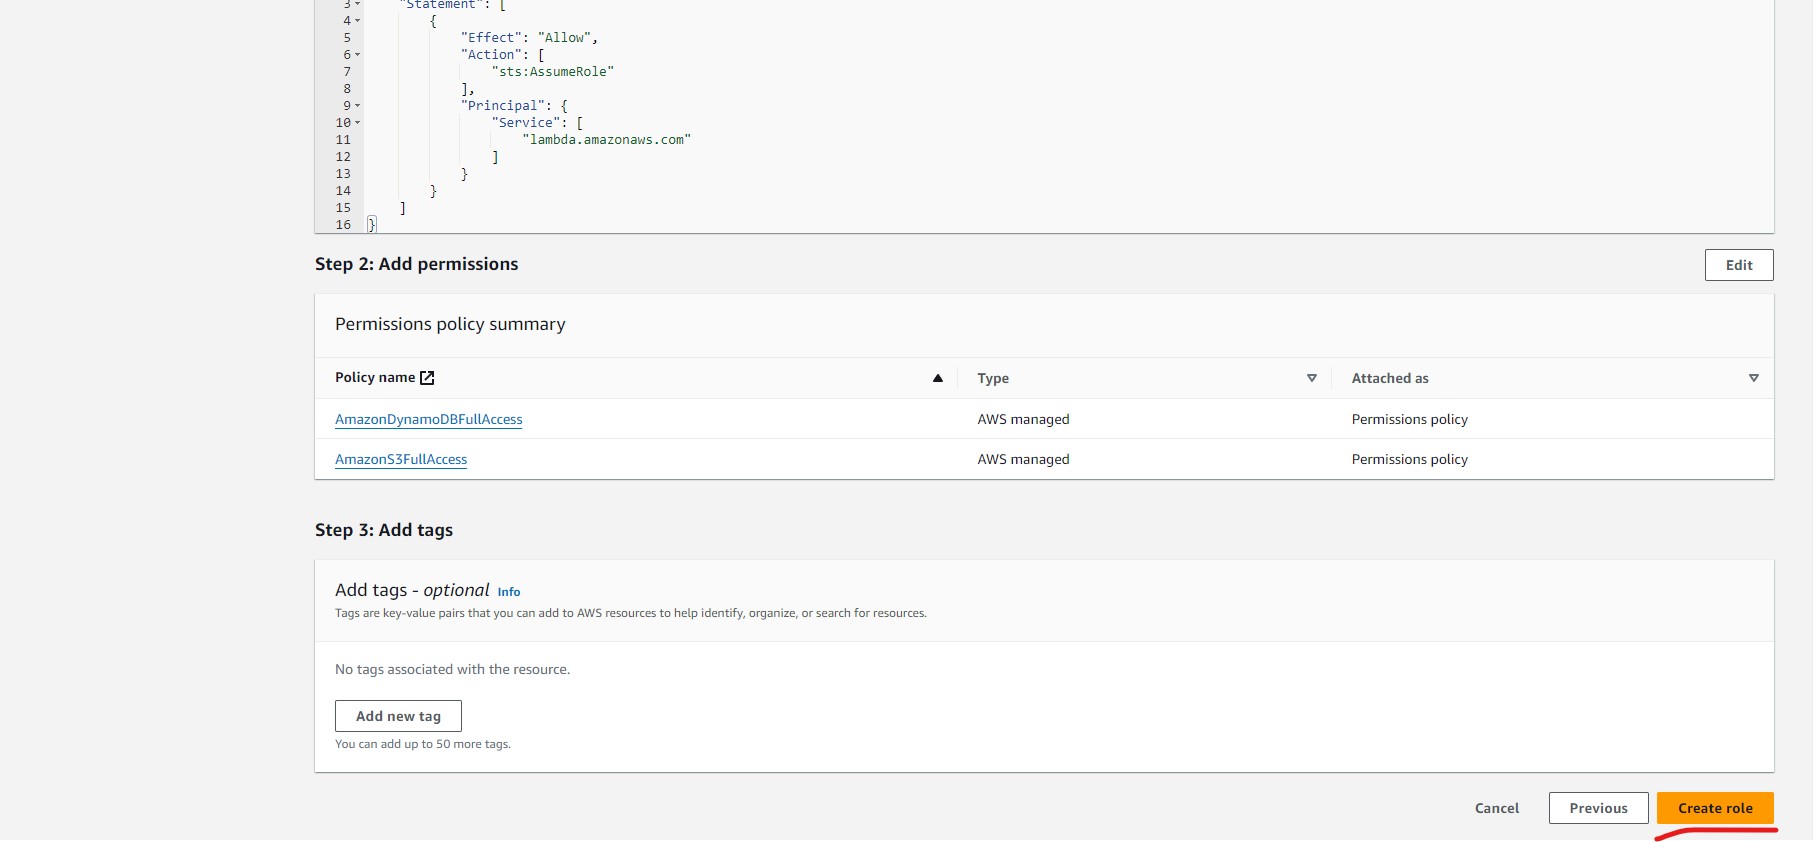 3 "Statement": [
4 {
5 "Effect": "Allow",
6 "Action": [
7 "sts:AssumeRole"
8 ],
9 "Principal": {
10 "Service": [
11 "lambda.amazonaws.com"
12 ]
13 }
14 }
15 ]
16 }
Step 2: Add permissions
Edit
Permissions policy summary
Policy name Type Attached as
AmazonDynamoDBFullAccess AWS managed Permissions policy
AmazonS3FullAccess AWS managed Permissions policy
Step 3: Add tags
Add tags - optional Info
Tags are key-value pairs that you can add to AWS resources to help identify, organize, or search for resources.
No tags associated with the resource.
Add new tag
You can add up to 50 more tags.
Cancel Previous Create role